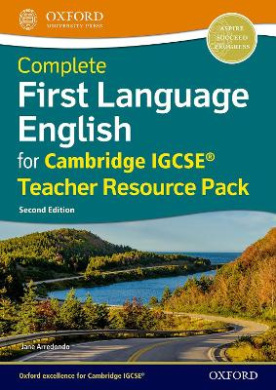 OXFORD
UNIVERSITY PRESS
ASPIRE
SUCCEED
PROGRESS
Complete
First Language
English
for Cambridge IGCSE®
Teacher Resource Pack
Second Edition
Jane Arredondo
Oxford excellence for Cambridge IGCSE®
OXFORD